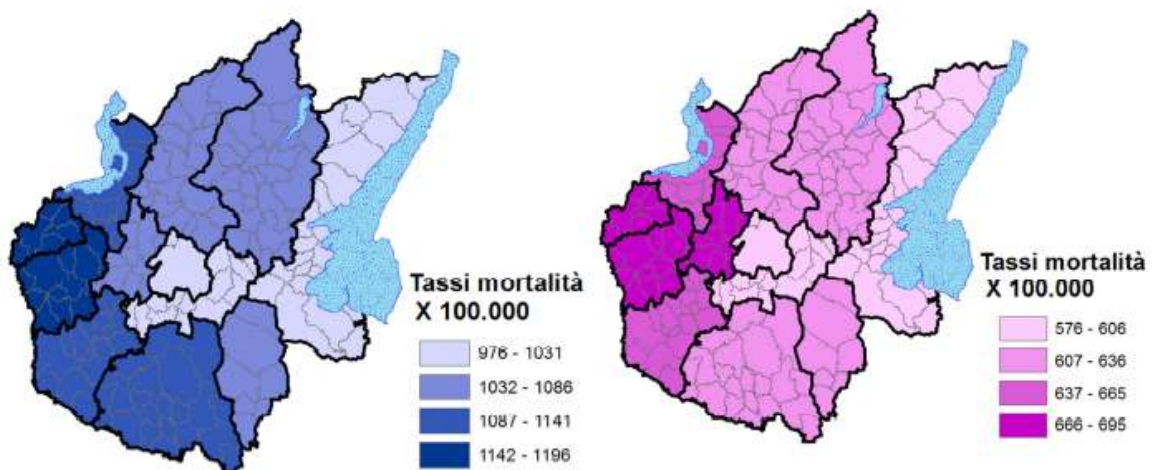 Tassi mortalità
X 100.000
976 - 1031
1032 - 1086
1087 - 1141
1142 - 1196
Tassi mortalità
X 100.000
576 - 606
607 - 636
637 - 665
666 - 695